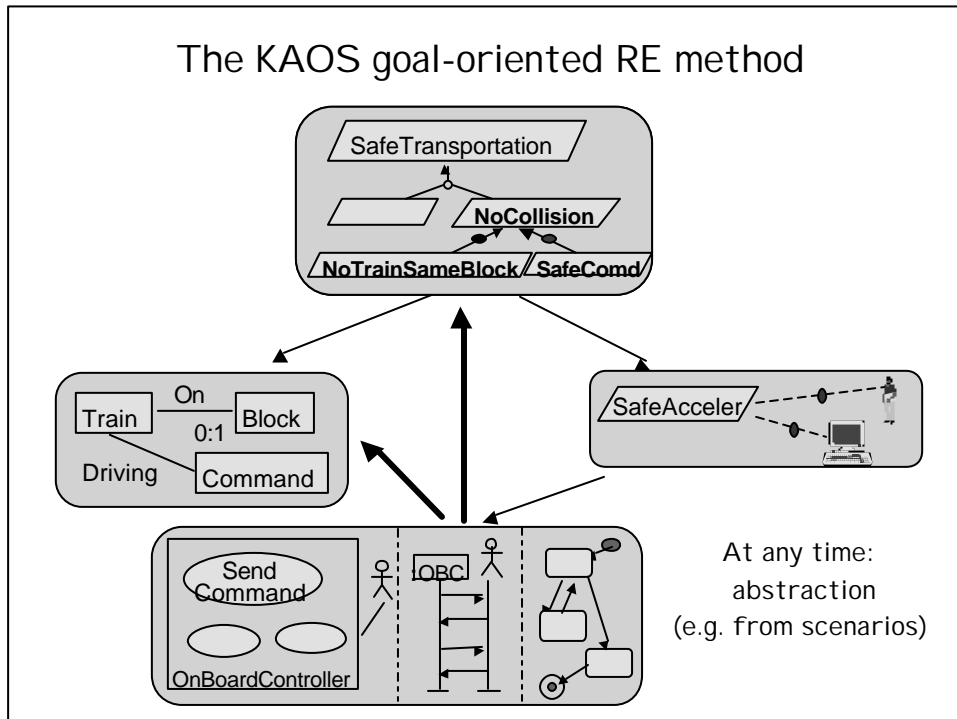 The KAOS goal-oriented RE method
SafeTransportation
NoCollision
NoTrainSameBlock
SafeComd
On
Train
Block
0:1
Driving
Command
SafeAcceler
Send
Command
OnBoardController
:OBC
At any time:
abstraction
(e.g. from scenarios)